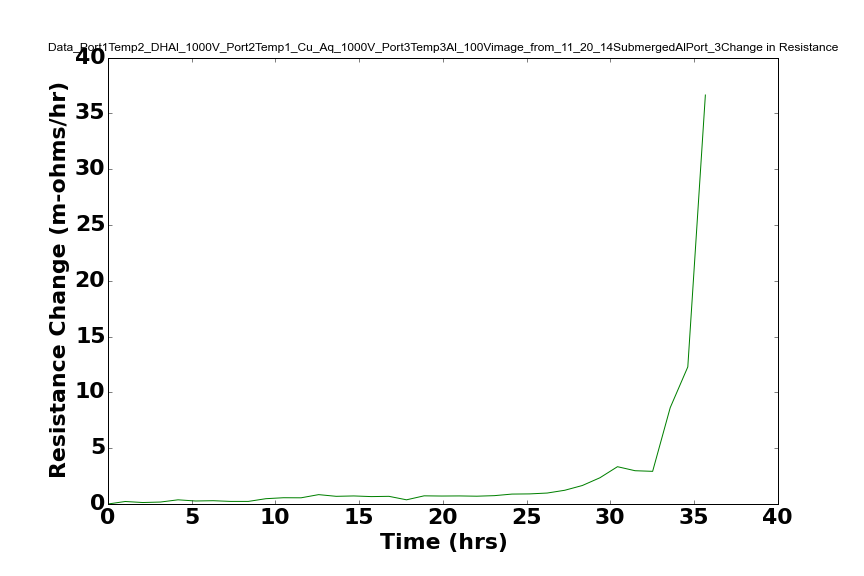 Data_Port1Temp2_DHAl_1000V_Port2Temp1_Cu_Aq_1000V_Port3Temp3Al_100Vimage_from_11_20_14SubmergedAlPort_3Change in Resistance
40
35
30
25
20
15
10
5
0
Resistance Change (m-ohms/hr)
0 5 10 15 20 25 30 35 40
Time (hrs)